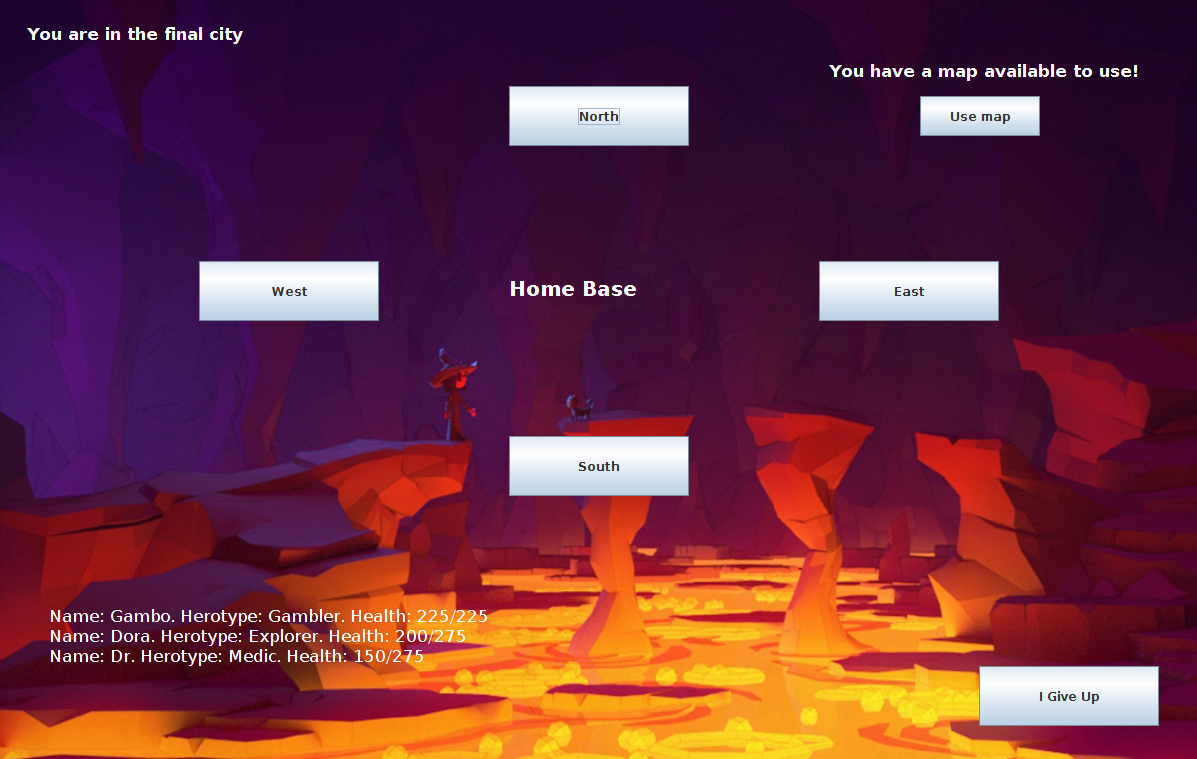 You are in the final city
You have a map available to use!
North
Use map
West
Home Base
East
South
Name: Gambo. Herotype: Gambler. Health: 225/225
Name: Dora. Herotype: Explorer. Health: 200/275
Name: Dr. Herotype: Medic. Health: 150/275
I Give Up